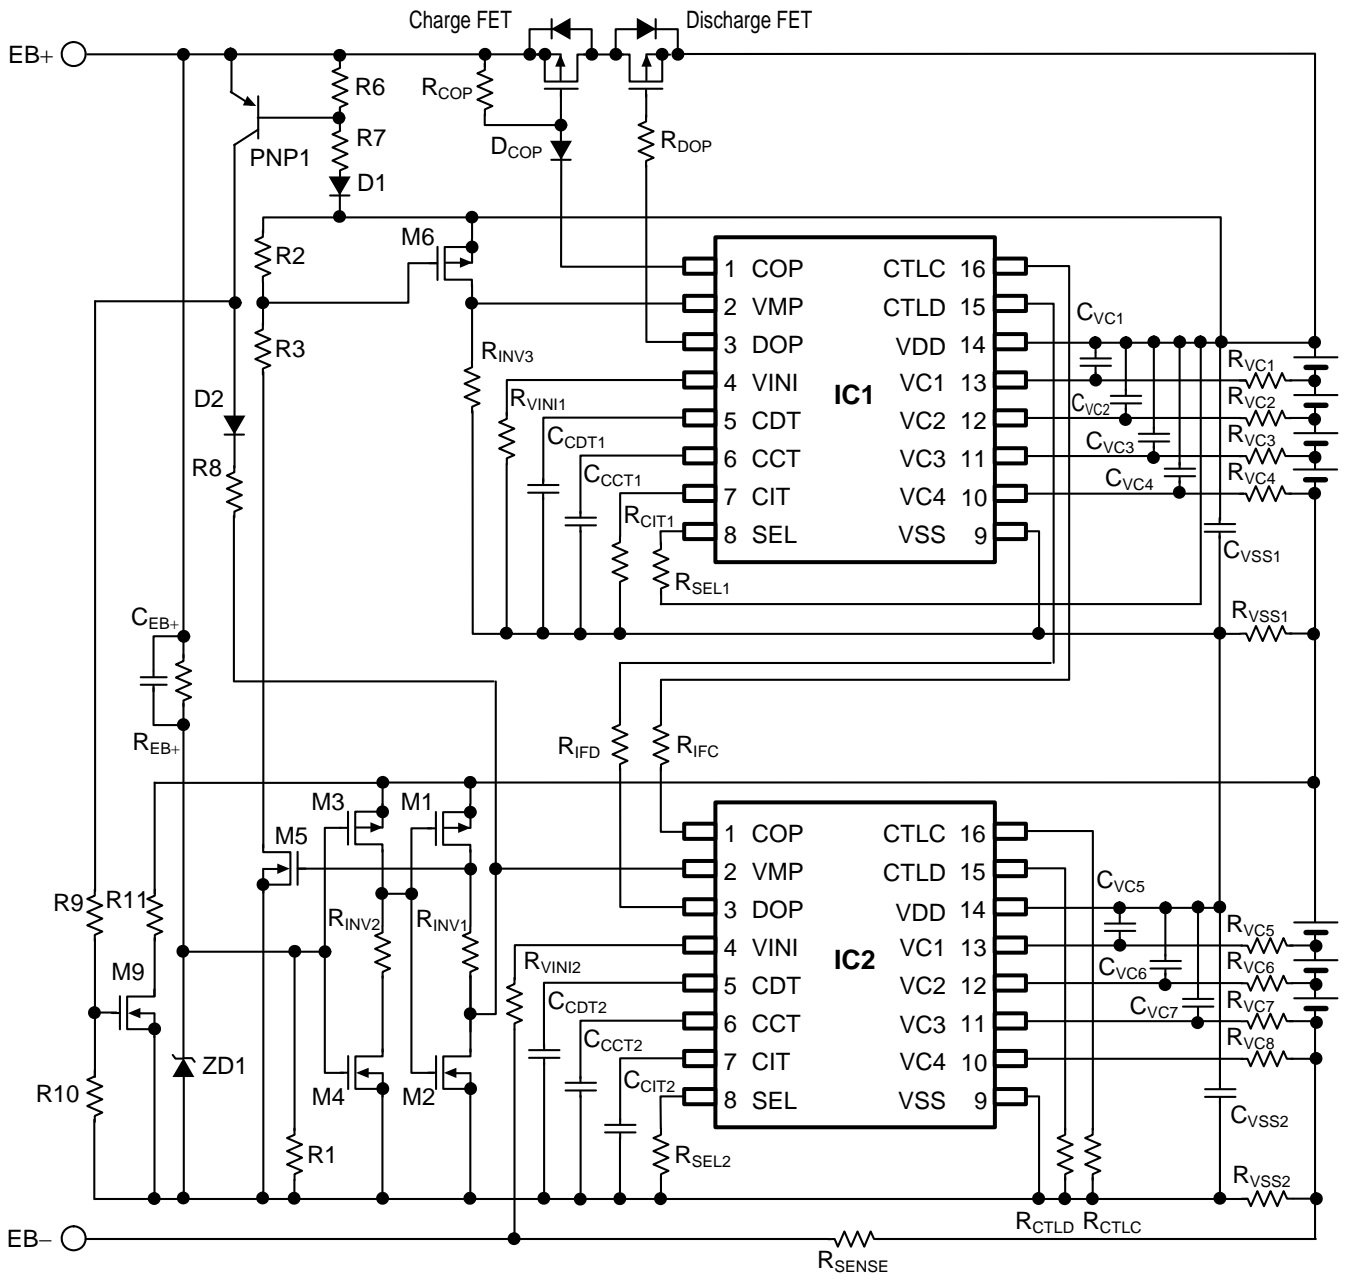 Charge FET
Discharge FET
EB+
R6
RCOP
R7
PNP1
DCOP
RDOP
D1
M6
R2
1 COP
CTLC 16
2 VMP
CTLD 15
CVC1
R3
RINV3
3 DOP
VDD 14
RVC1
4 VINI
IC1
VC1 13
D2
RVINI1
CVC2
RVC2
5 CDT
VC2 12
CCDT1
CVC3
RVC3
6 CCT
VC3 11
R8
CCCT1
CVC4
RVC4
7 CIT
VC4 10
RCIT1
8 SEL
VSS 9
CVSS1
RSEL1
CEB+
RVSS1
REB+
RIFD
RIFC
M3
M1
M5
1 COP
CTLC 16
2 VMP
CTLD 15
CVC5
R9
R11
RINV2
RINV1
3 DOP
VDD 14
RVC5
RVINI2
4 VINI
IC2
VC1 13
M9
CVC6
RVC6
5 CDT
VC2 12
CCDT2
CVC7
RVC7
6 CCT
VC3 11
CCCT2
RVC8
ZD1
7 CIT
VC4 10
R10
M4
M2
CCIT2
8 SEL
VSS 9
CVSS2
R1
RSEL2
RVSS2
RCTLD
RCTLC
EB−
RSENSE